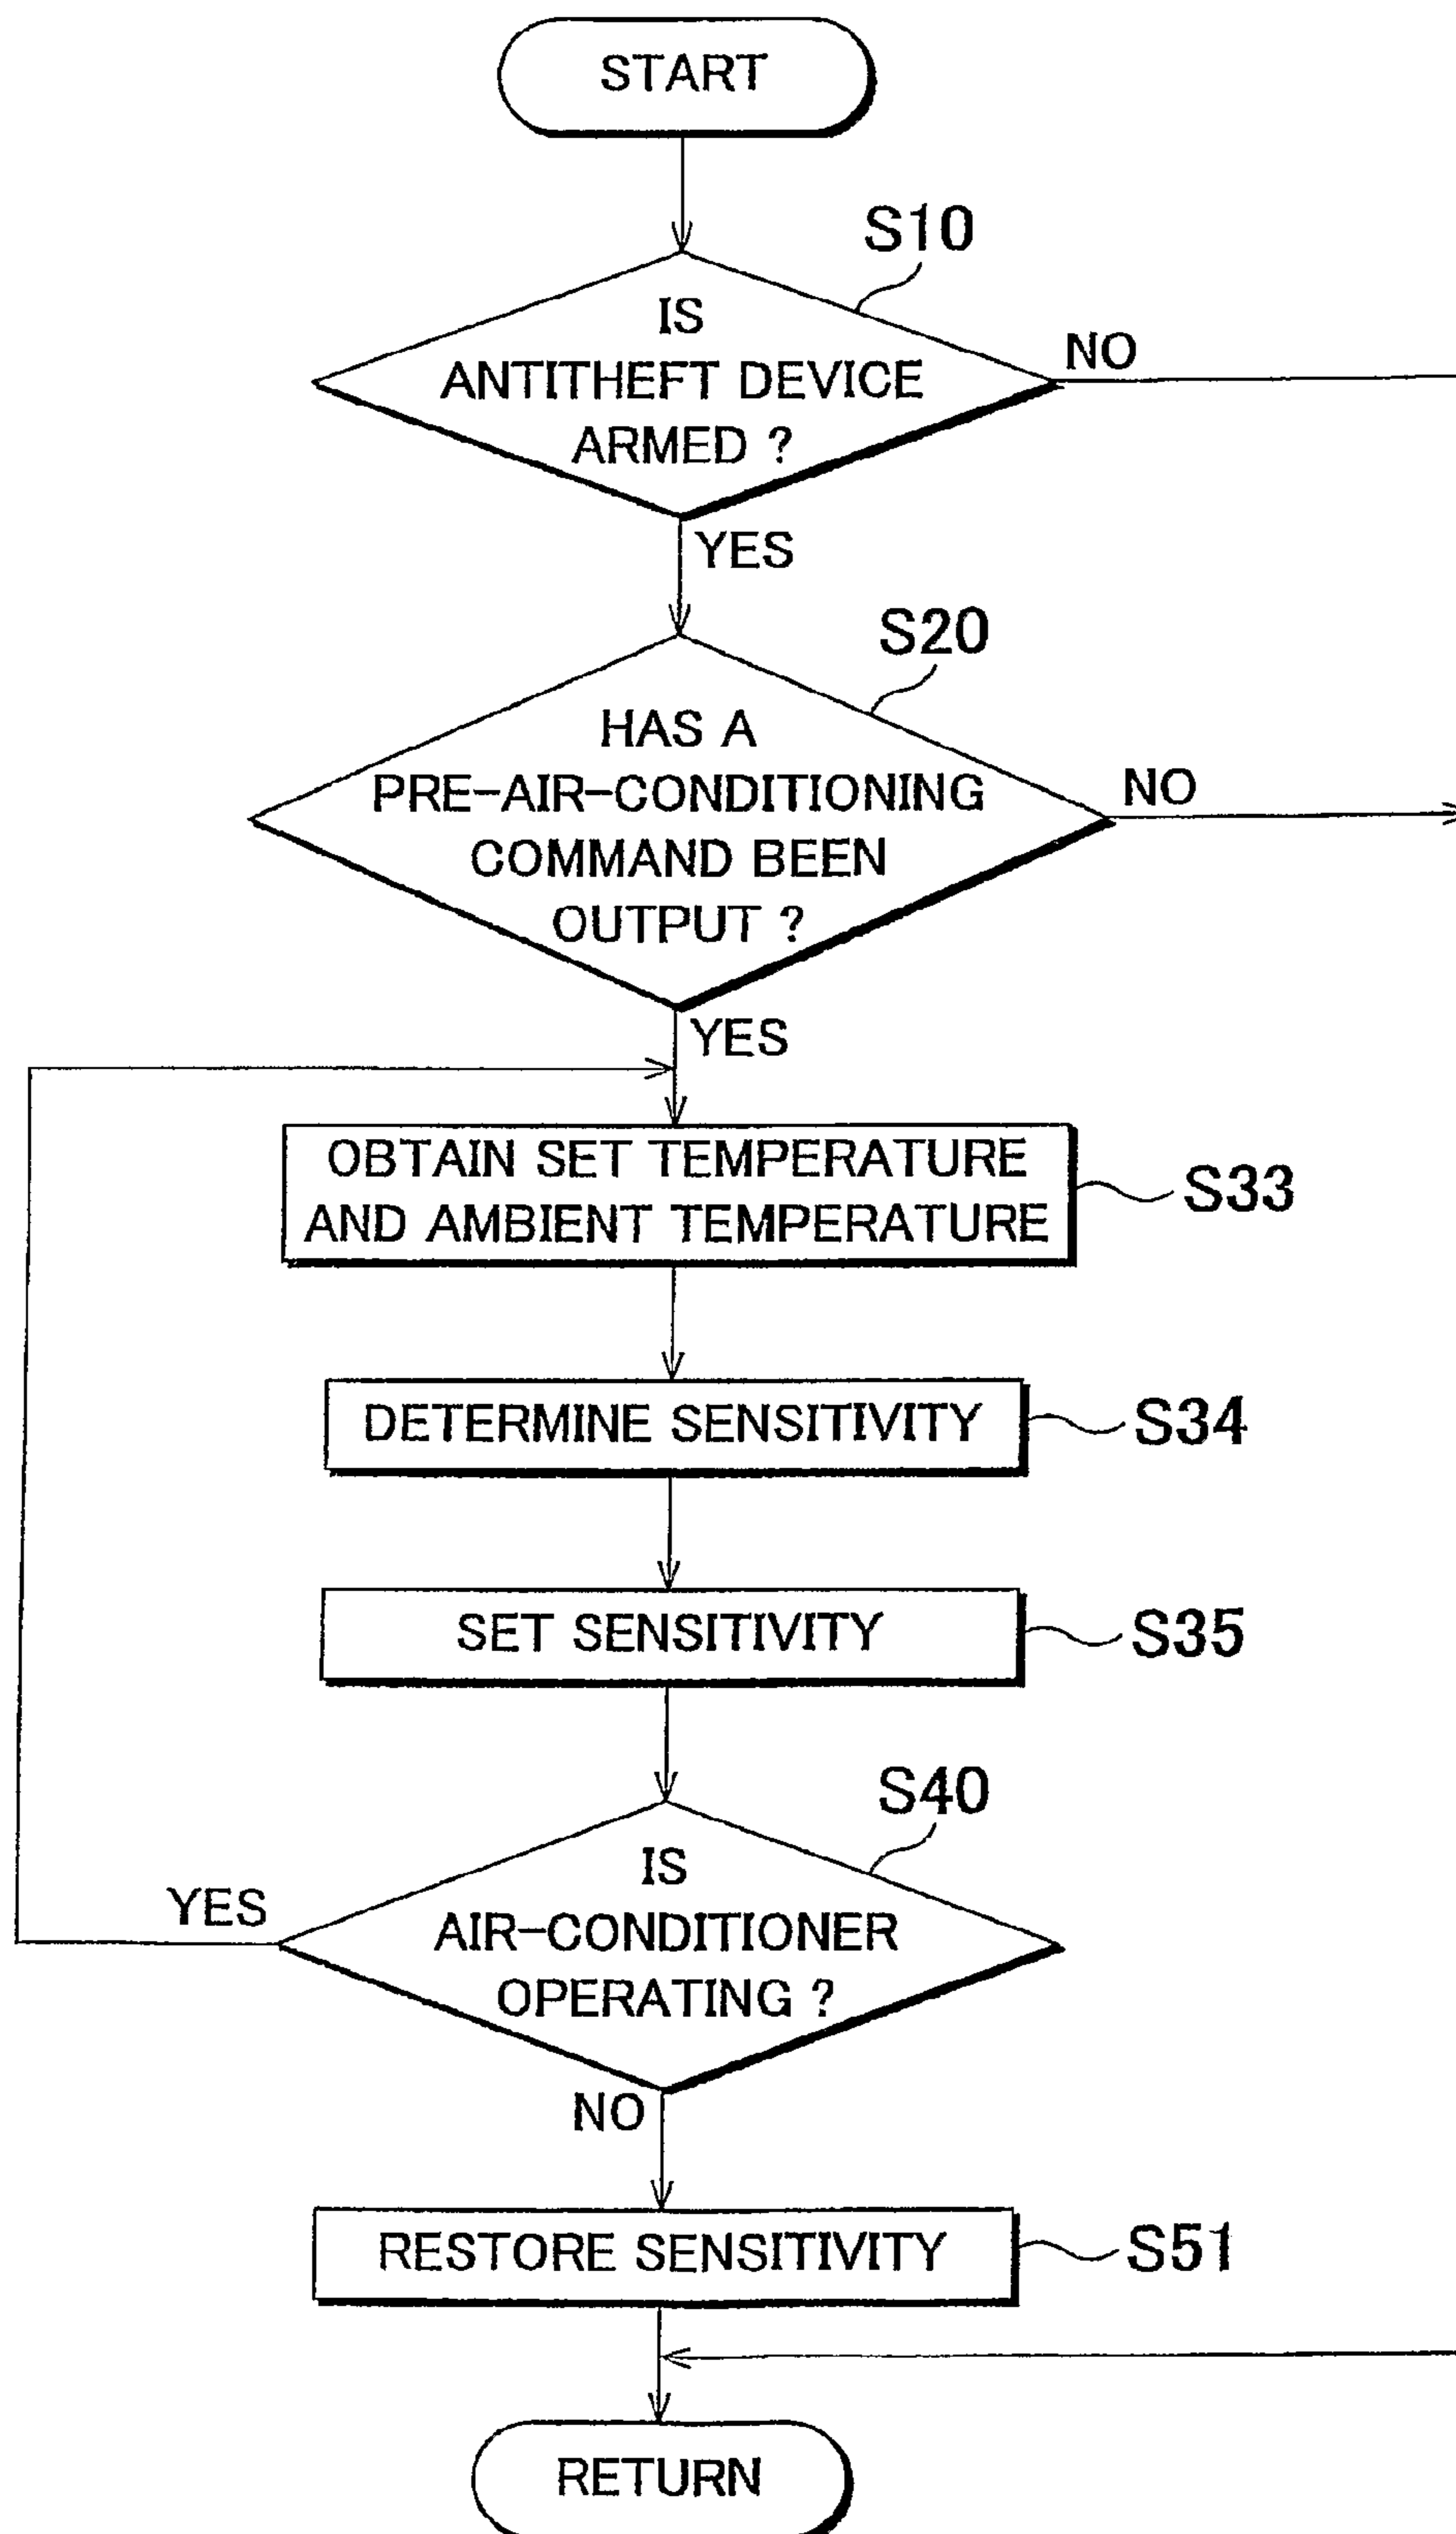 START
S10
IS
ANTITHEFT DEVICE
ARMED ?
NO
YES
S20
HAS A
PRE-AIR-CONDITIONING
COMMAND BEEN
OUTPUT ?
NO
YES
OBTAIN SET TEMPERATURE
AND AMBIENT TEMPERATURE
S33
DETERMINE SENSITIVITY
S34
SET SENSITIVITY
S35
S40
IS
AIR-CONDITIONER
OPERATING ?
YES
NO
RESTORE SENSITIVITY
S51
RETURN